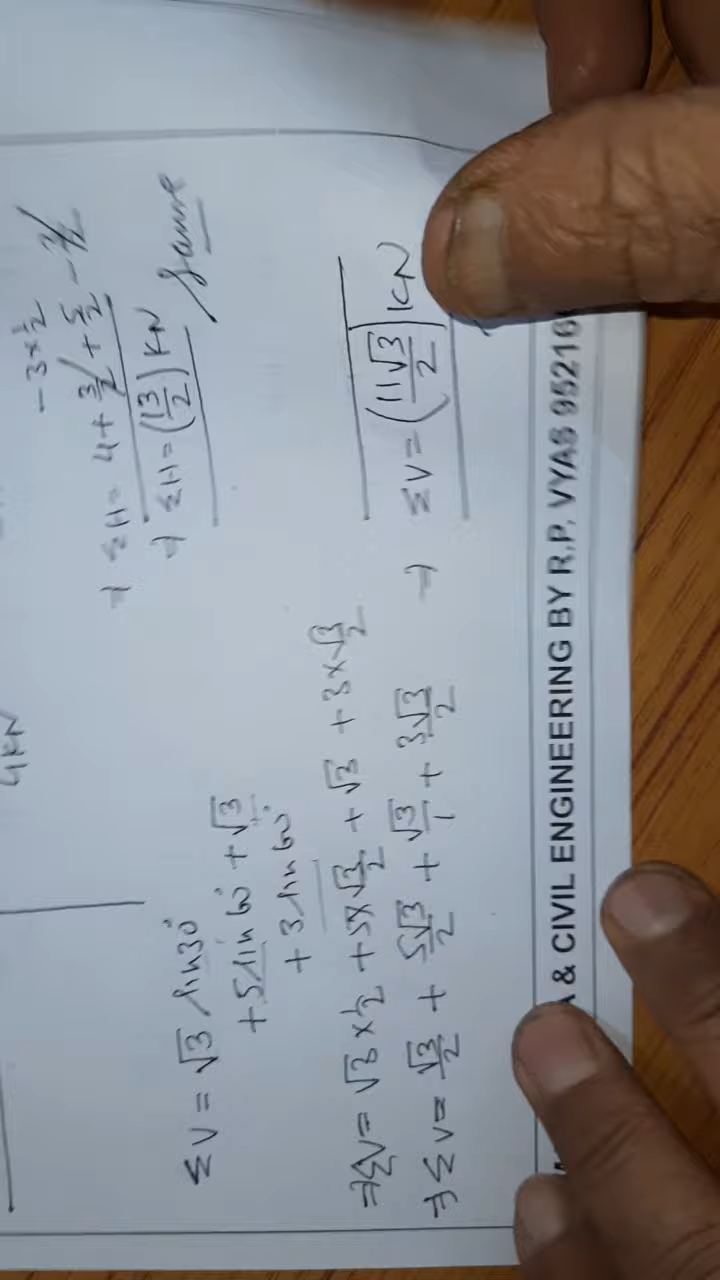 4KN
- 3 × 1/2
⇒ ΣH = 4 + 3/2 + 5/2 - 3/2
⇒ ΣH = (13/2) KN
Same
ΣV = √3 sin30°
+ 5 sin 60° + √3
+ 3 sin 60°
⇒ ΣV = √3 × 1/2 + 5 × √3/2 + √3 + 3 × √3/2
⇒ ΣV = √3/2 + 5√3/2 + √3/1 + 3√3/2
⇒ ΣV = (11√3/2) KN
& CIVIL ENGINEERING BY R.P. VYAS 95216